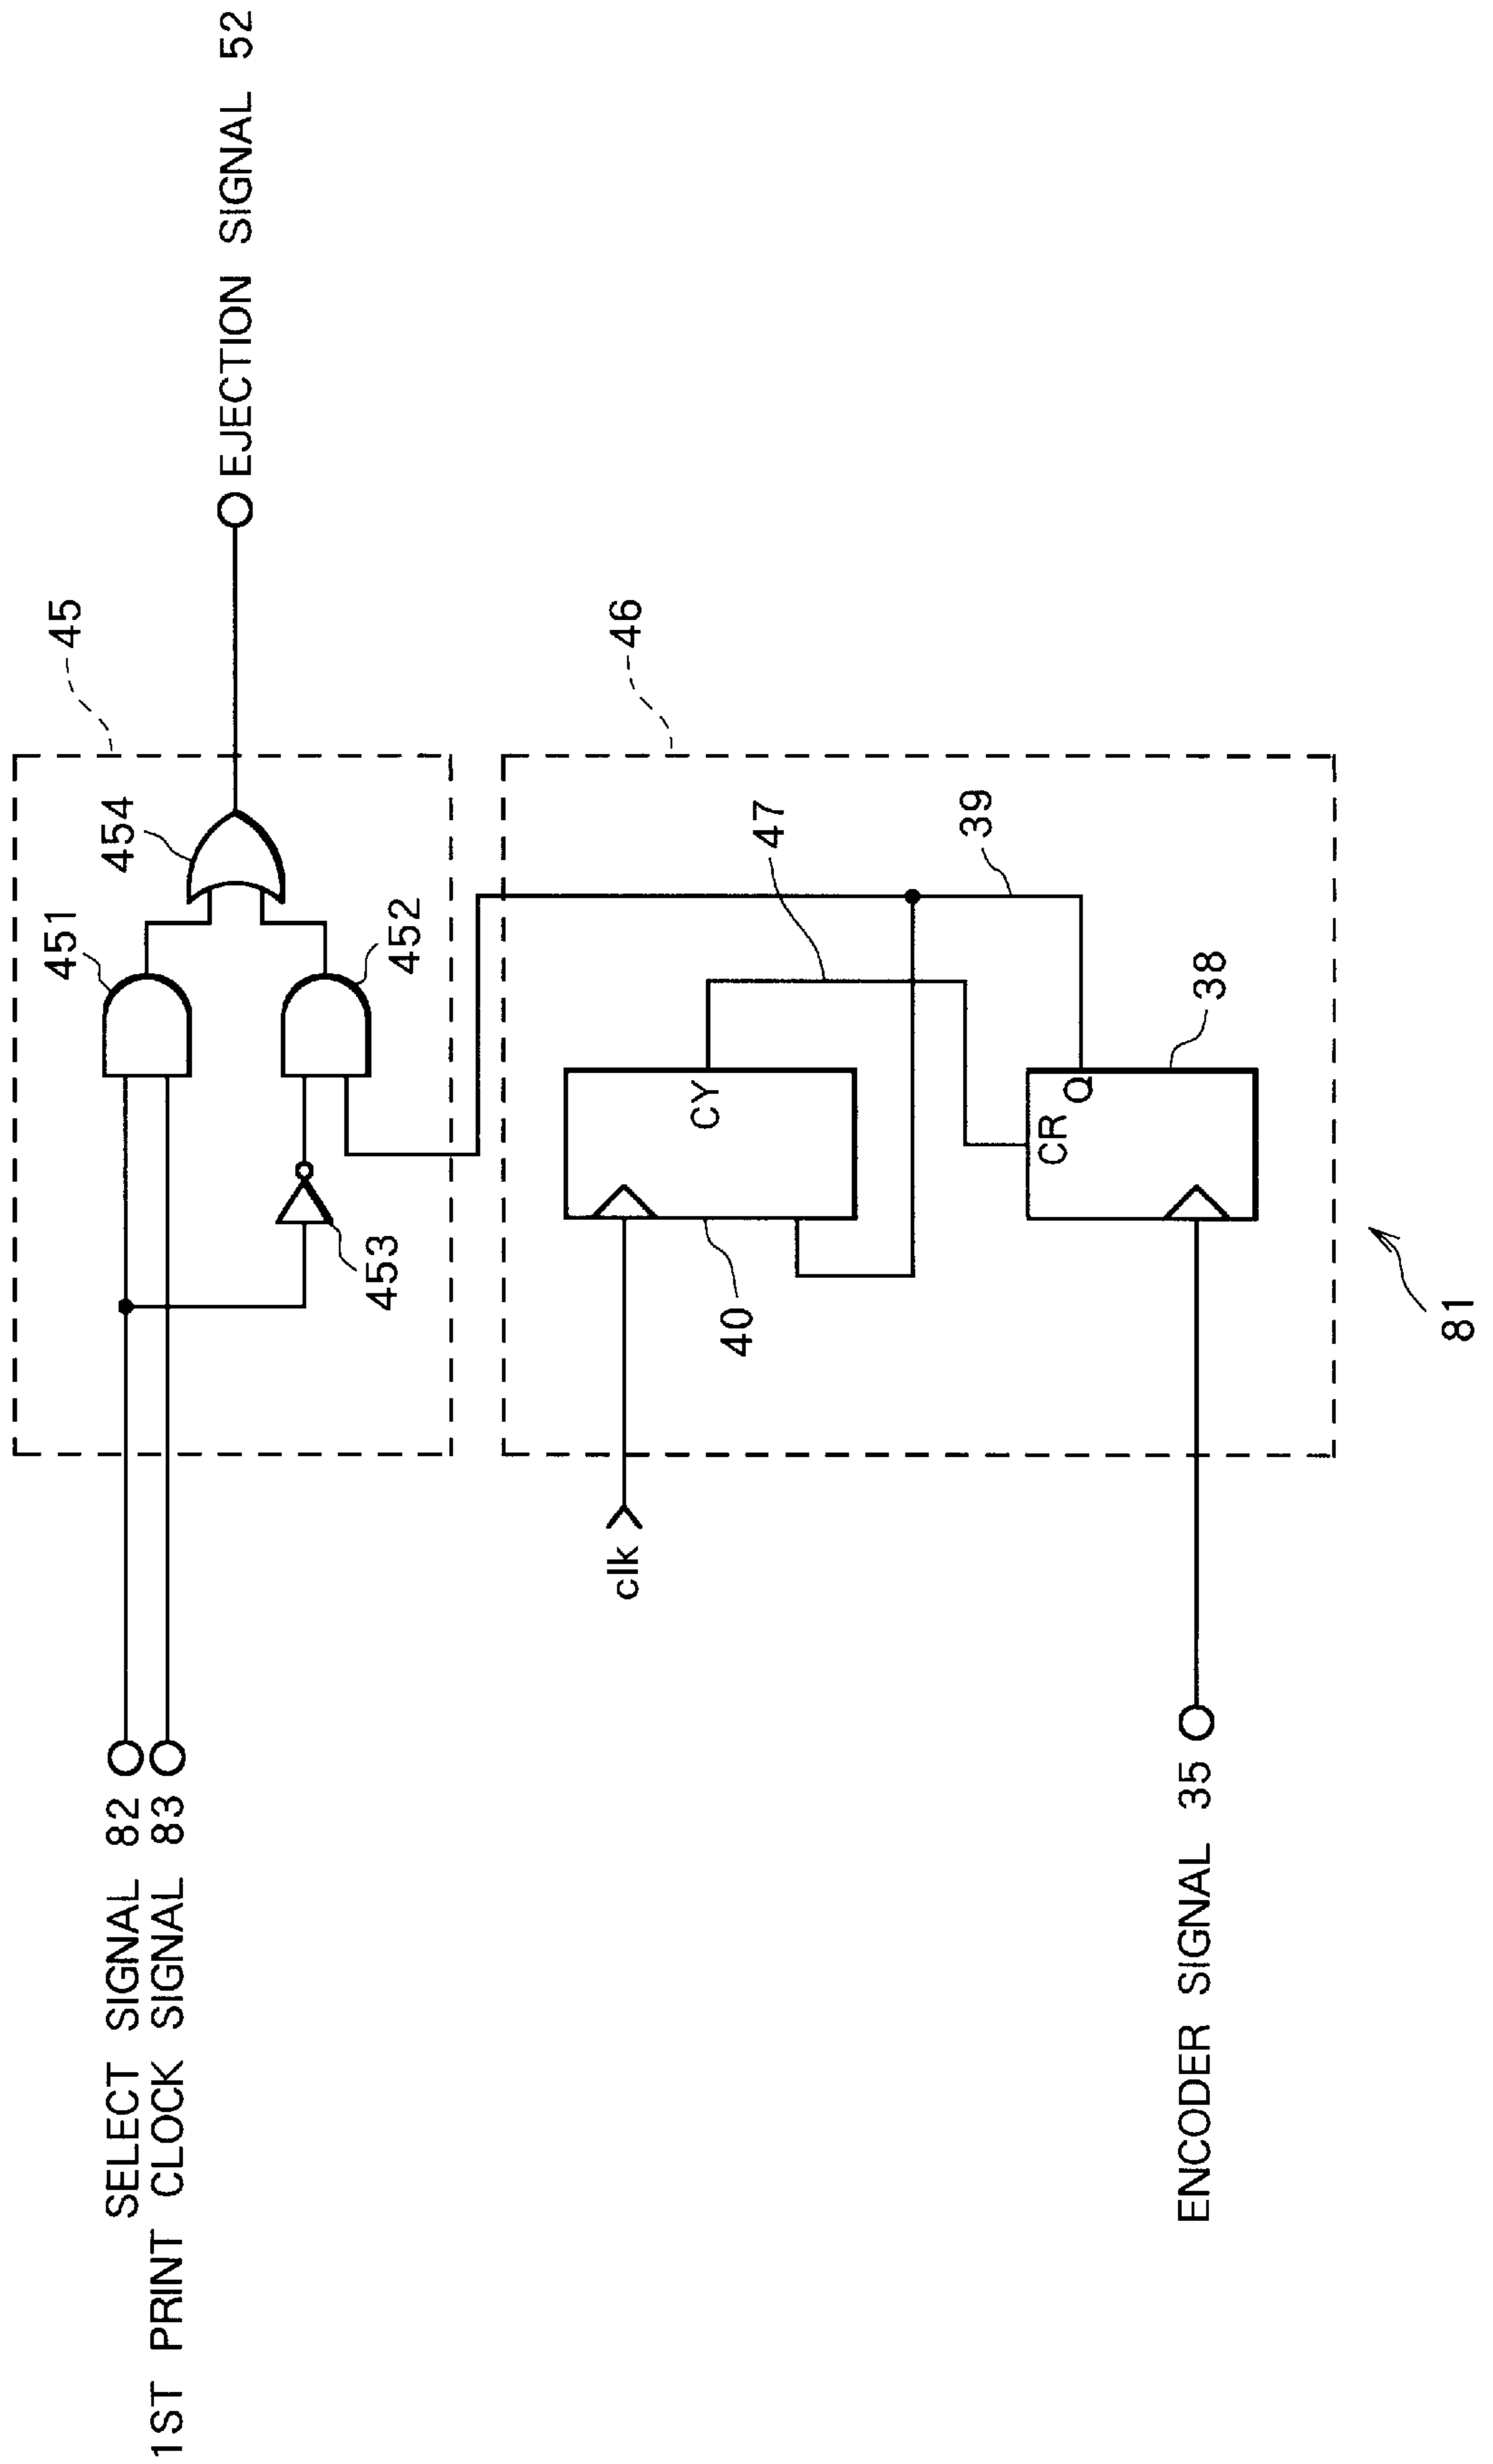 SELECT SIGNAL 82
1ST PRINT CLOCK SIGNAL 83
451
454
45
452
453
EJECTION SIGNAL 52
clk
40
CY
47
46
39
CR
Q
38
ENCODER SIGNAL 35
81